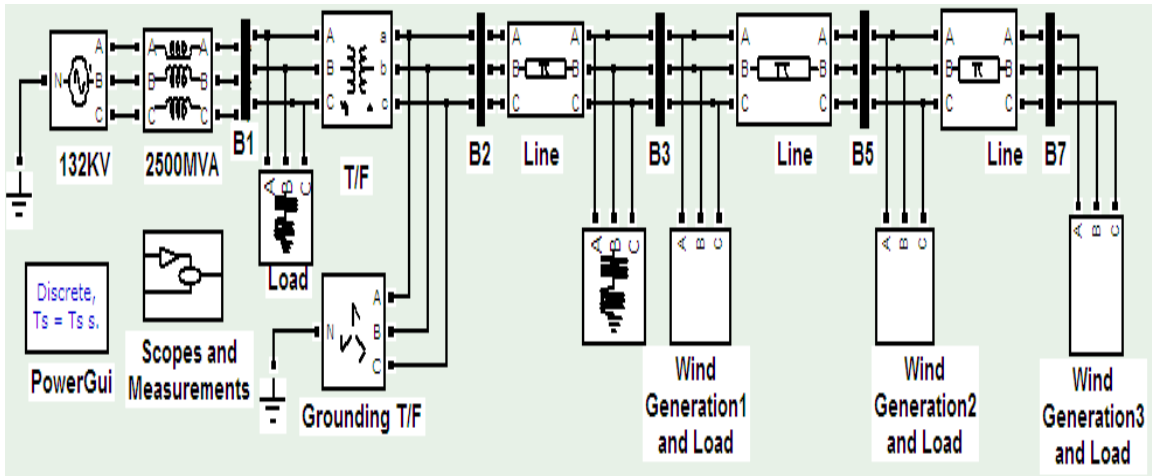 N
A
B
C
132KV
A
B
C
A
B
C
2500MVA
B1
A
B
C
a
b
c
T/F
B2
A
B
C
A
B
C
Line
B3
A
B
C
A
B
C
Line
B5
A
B
C
A
B
C
Line
B7
A
B
C
Load
Discrete,
Ts = Ts s.
PowerGui
Scopes and
Measurements
N
A
B
C
Grounding T/F
A
B
C
A
B
C
Wind
Generation1
and Load
A
B
C
Wind
Generation2
and Load
A
B
C
Wind
Generation3
and Load